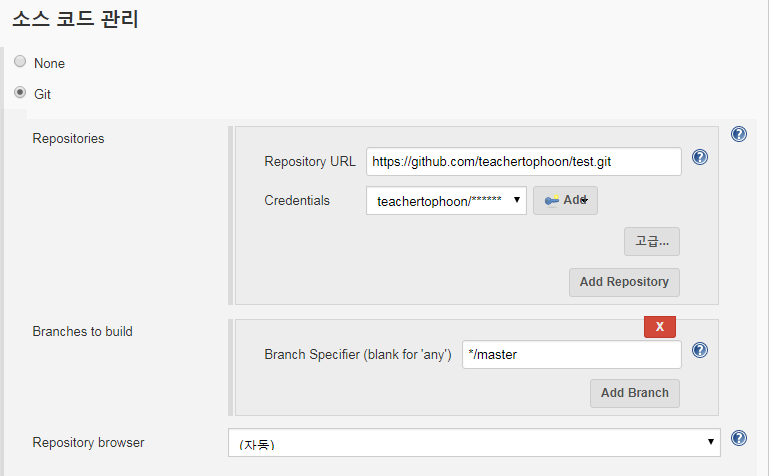 소스 코드 관리
None
Git
Repositories
Repository URL https://github.com/teachertophoon/test.git
Credentials teachertophoon/****** Add
고급...
Add Repository
Branches to build
X
Branch Specifier (blank for 'any') */master
Add Branch
Repository browser (자동)